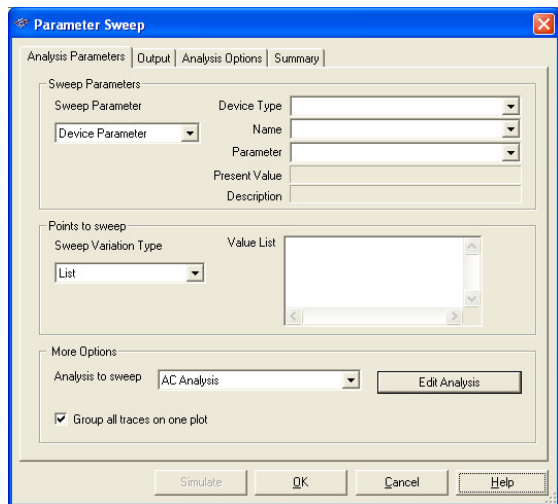 Parameter Sweep
Analysis Parameters Output Analysis Options Summary
Sweep Parameters
Sweep Parameter
Device Parameter
Device Type
Name
Parameter
Present Value
Description
Points to sweep
Sweep Variation Type
List
Value List
More Options
Analysis to sweep AC Analysis Edit Analysis
Group all traces on one plot
Simulate OK Cancel Help